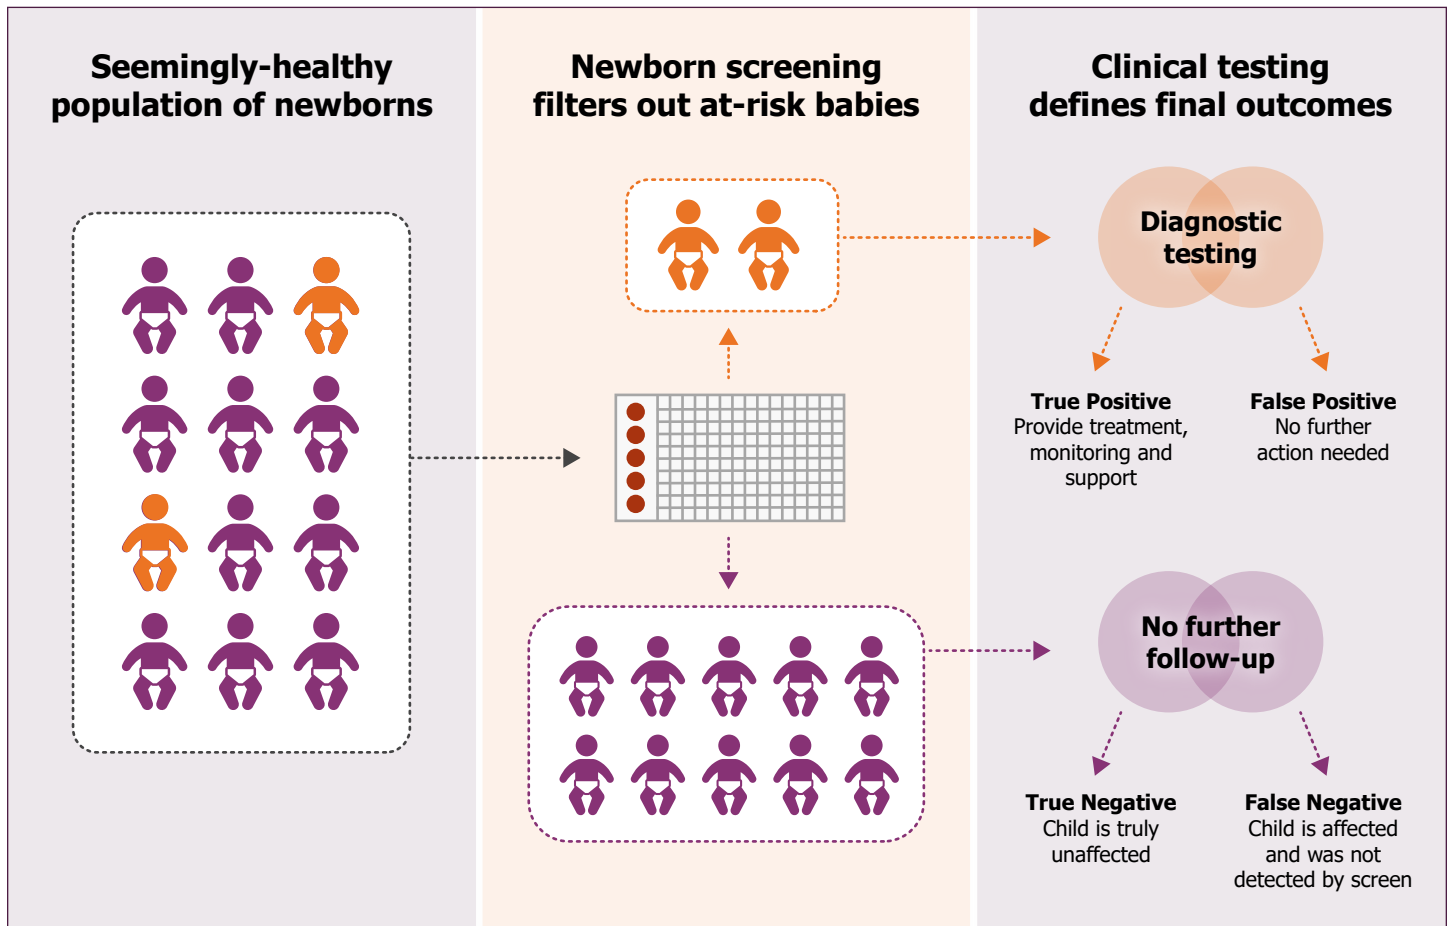 Seemingly-healthy
population of newborns
Newborn screening
filters out at-risk babies
Clinical testing
defines final outcomes
Diagnostic
testing
True Positive
Provide treatment,
monitoring and
support
False Positive
No further
action needed
No further
follow-up
True Negative
Child is truly
unaffected
False Negative
Child is affected
and was not
detected by screen